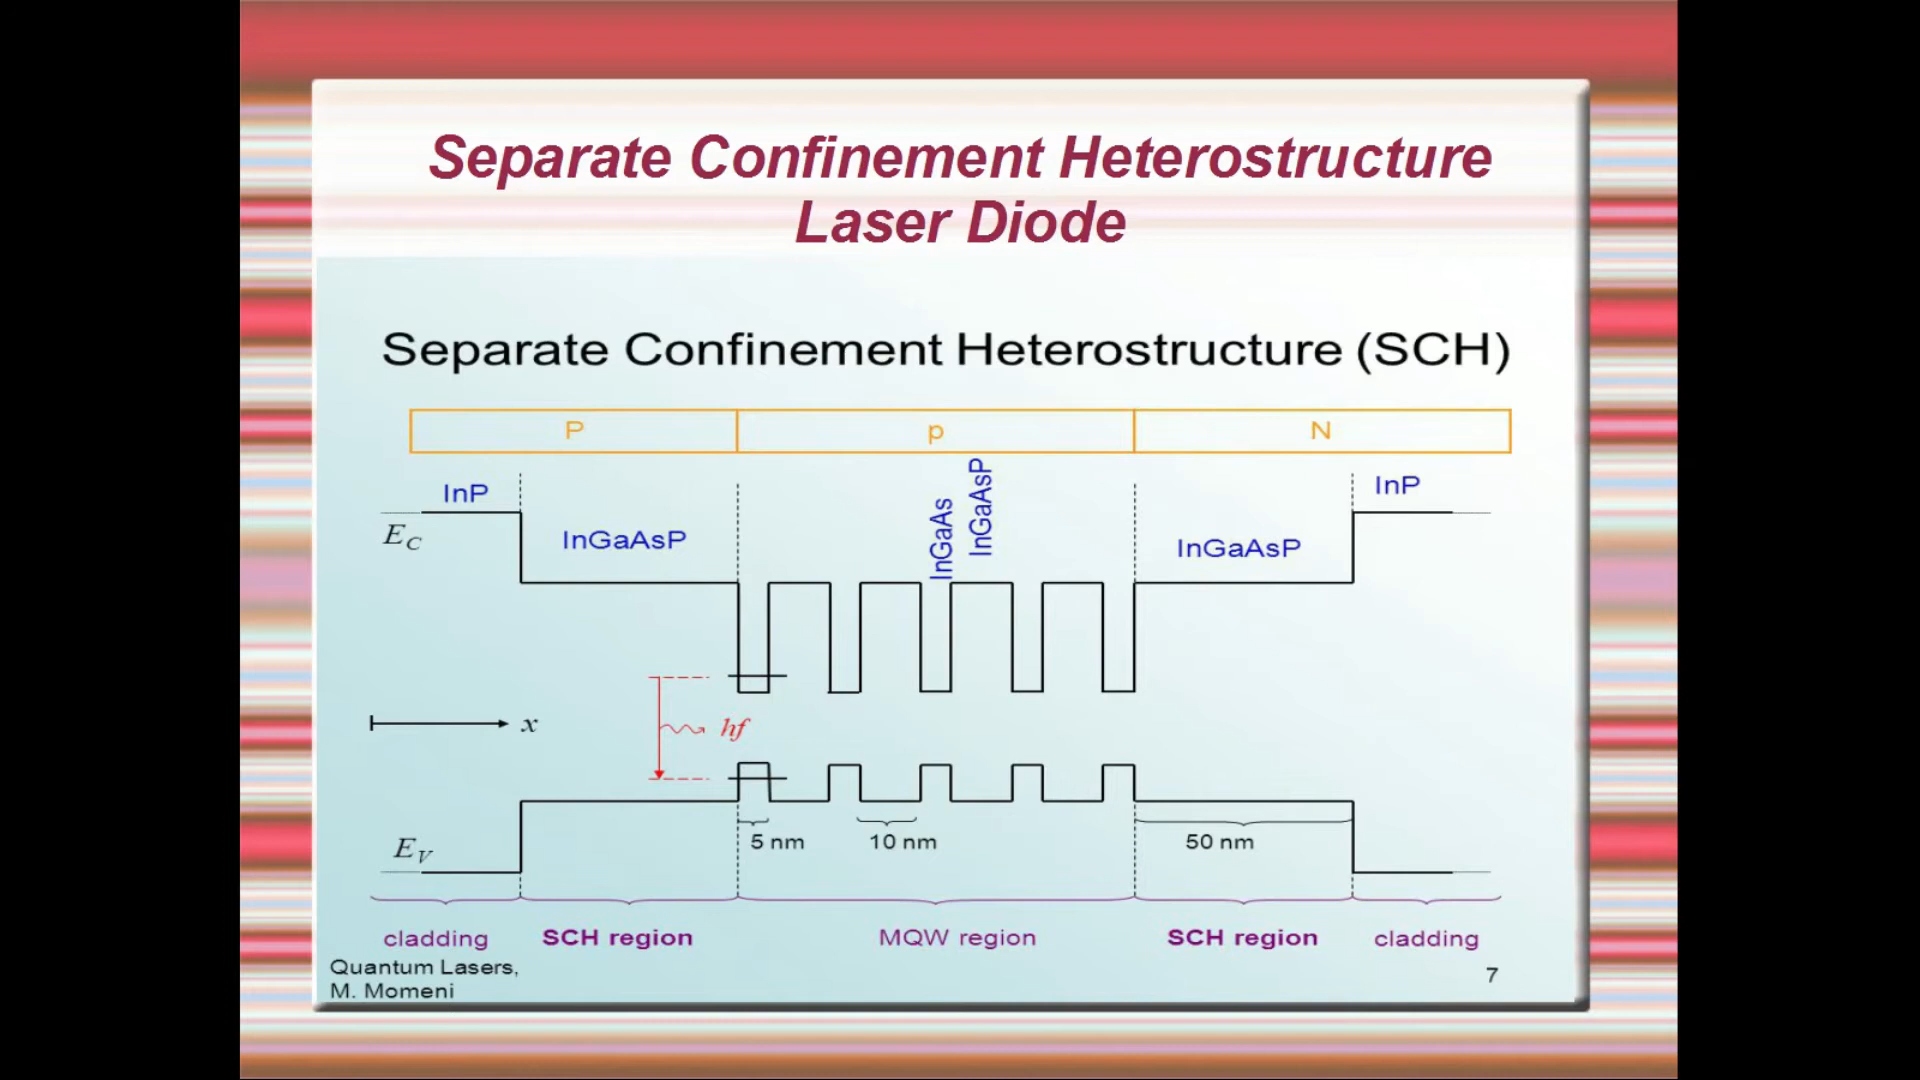 Separate Confinement Heterostructure
Laser Diode
Separate Confinement Heterostructure (SCH)
P p N
InP InGaAsP InGaAs InGaAsP InGaAsP InP
E_C
x
hf
E_V
5 nm 10 nm 50 nm
cladding SCH region MQW region SCH region cladding
Quantum Lasers,
M. Momeni
7